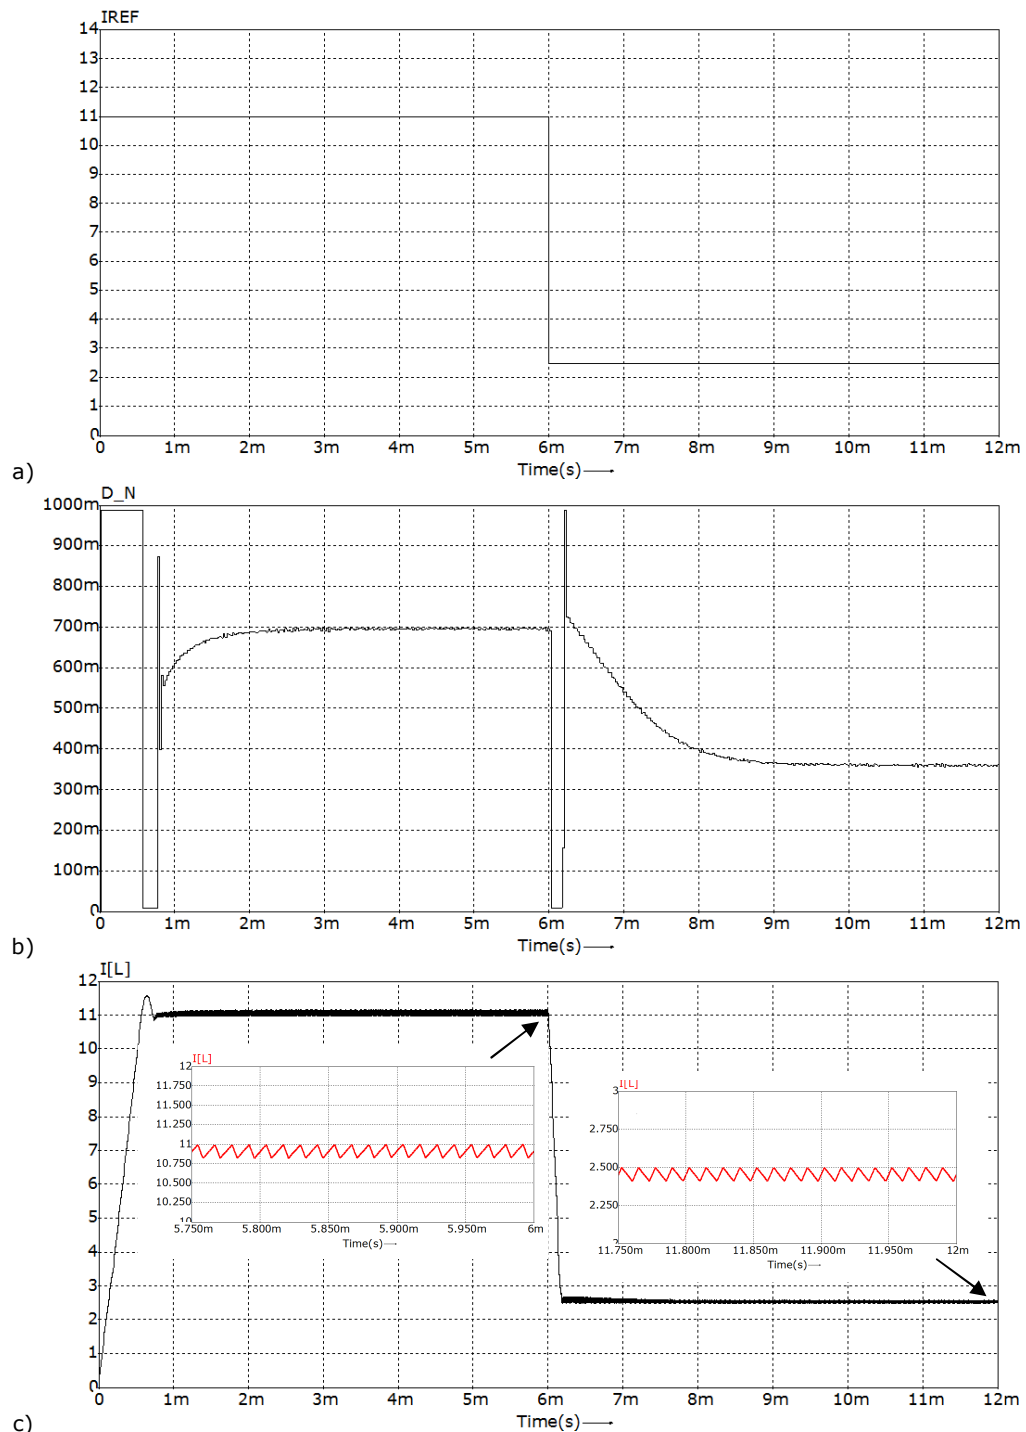 IREF
14
13
12
11
10
9
8
7
6
5
4
3
2
1
0
0 1m 2m 3m 4m 5m 6m 7m 8m 9m 10m 11m 12m
Time(s)
a)
D_N
1000m
900m
800m
700m
600m
500m
400m
300m
200m
100m
0
0 1m 2m 3m 4m 5m 6m 7m 8m 9m 10m 11m 12m
Time(s)
b)
I[L]
12
11
10
9
8
7
6
5
4
3
2
1
0
0 1m 2m 3m 4m 5m 6m 7m 8m 9m 10m 11m 12m
Time(s)
c)
I[L]
12
11.750
11.500
11.250
11
10.750
10.500
10.250
10
5.750m 5.800m 5.850m 5.900m 5.950m 6m
Time(s)
I[L]
3
2.750
2.500
2.250
2
11.750m 11.800m 11.850m 11.900m 11.950m 12m
Time(s)